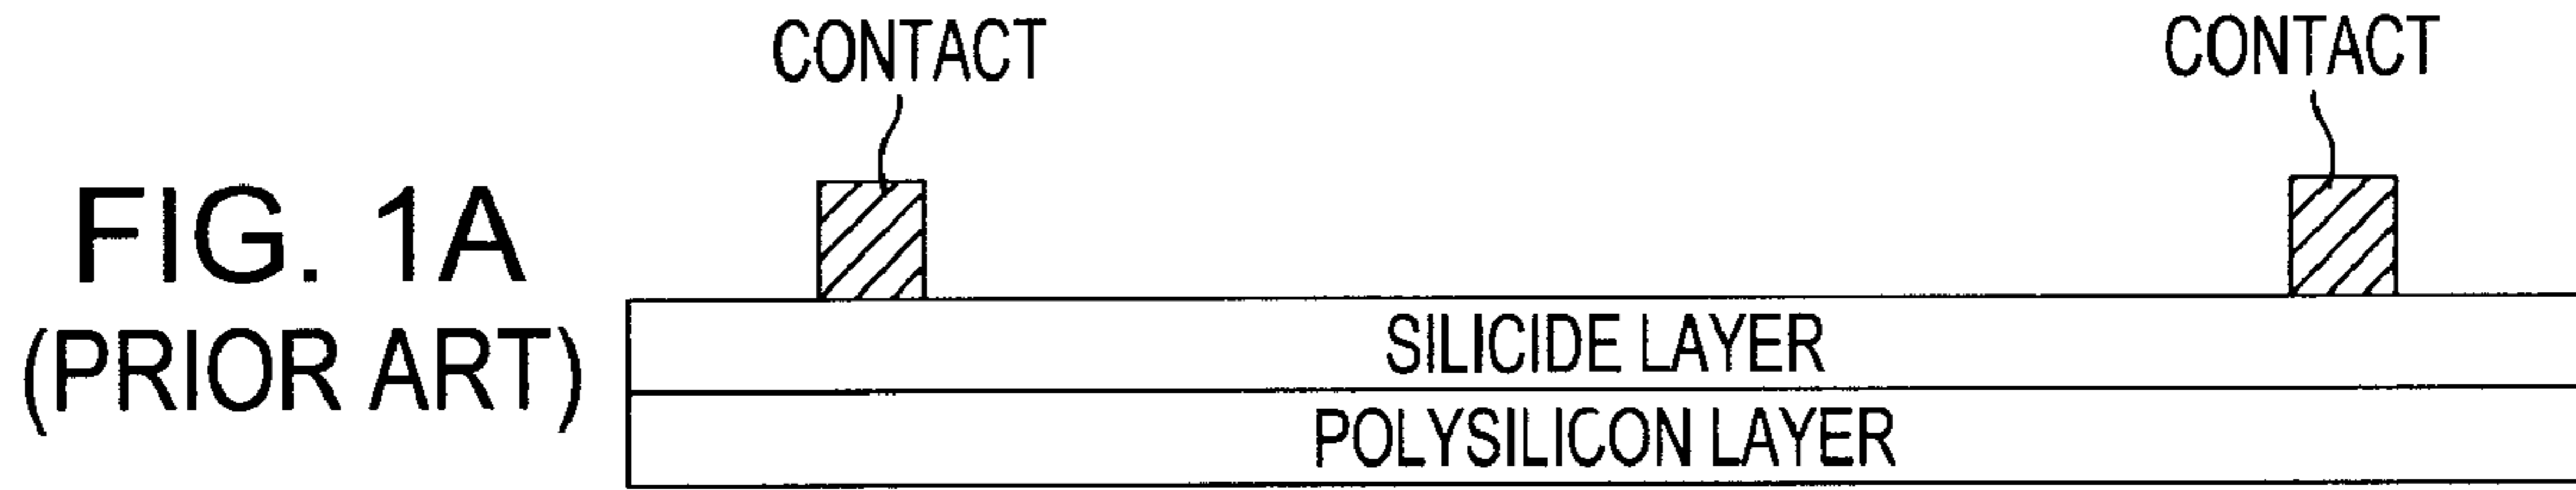 CONTACT
CONTACT
FIG. 1A
(PRIOR ART)
SILICIDE LAYER
POLYSILICON LAYER